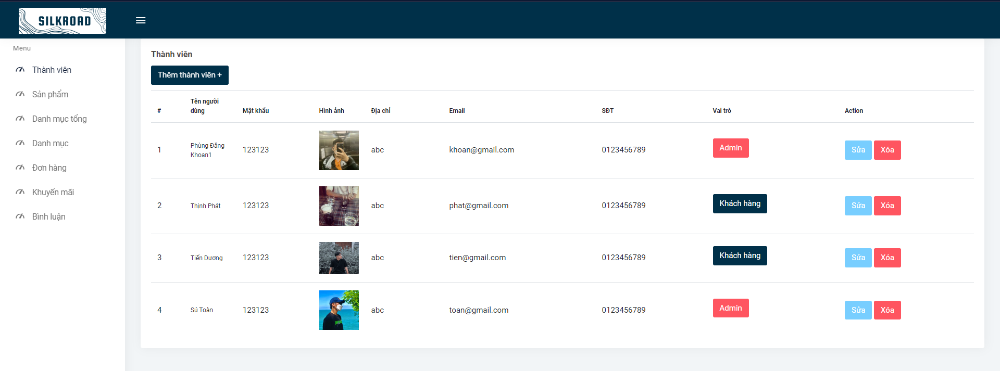 SILKROAD
Menu
Thành viên
Sản phẩm
Danh mục tổng
Danh mục
Đơn hàng
Khuyến mãi
Bình luận
Thành viên
Thêm thành viên +
# Tên người dùng Mật khẩu Hình ảnh Địa chỉ Email SĐT Vai trò Action
1 Phùng Đăng Khoan1 123123 abc khoan@gmail.com 0123456789 Admin Sửa Xóa
2 Thịnh Phát 123123 abc phat@gmail.com 0123456789 Khách hàng Sửa Xóa
3 Tiến Dương 123123 abc tien@gmail.com 0123456789 Khách hàng Sửa Xóa
4 Sú Toàn 123123 abc toan@gmail.com 0123456789 Admin Sửa Xóa